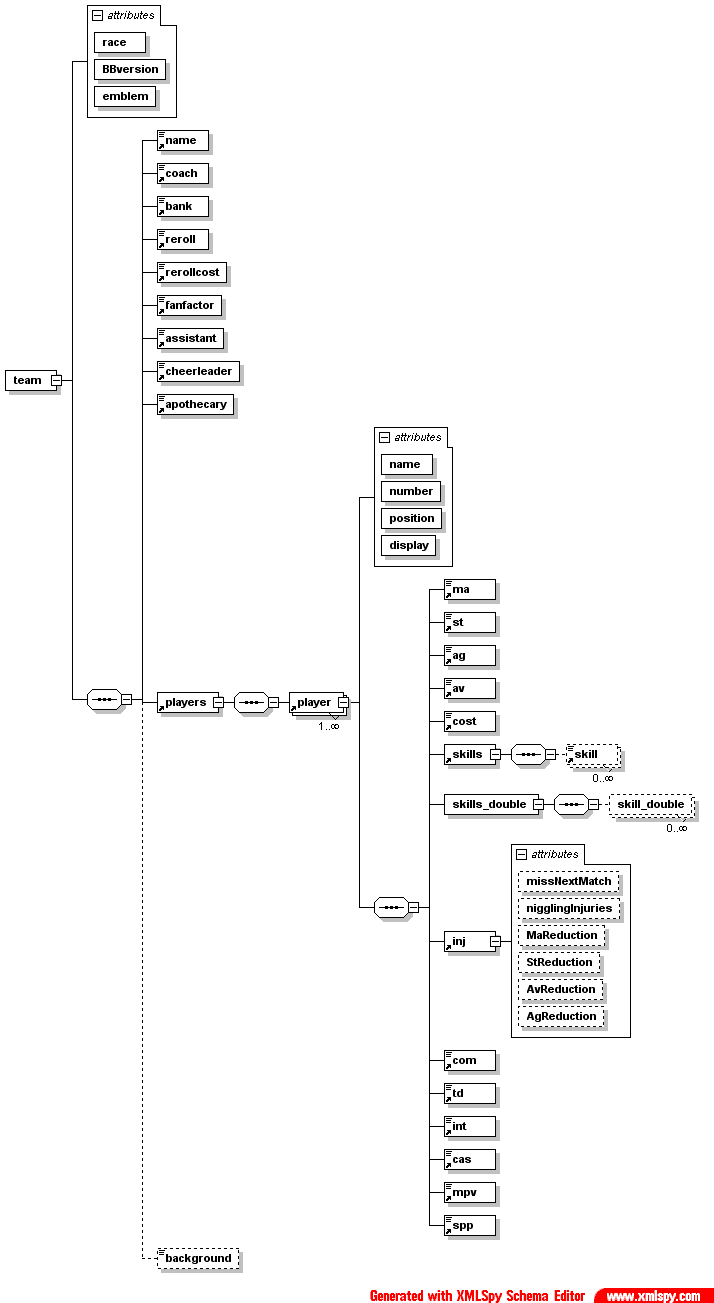 attributes
race
BBversion
emblem
name
coach
bank
reroll
rerollcost
fanfactor
assistant
cheerleader
apothecary
team
players
player
1..∞
attributes
name
number
position
display
ma
st
ag
av
cost
skills
skill
0..∞
skills_double
skill_double
0..∞
inj
attributes
missNextMatch
nigglingInjuries
MaReduction
StReduction
AvReduction
AgReduction
com
td
int
cas
mpv
spp
background
Generated with XMLSpy Schema Editor www.xmlspy.com